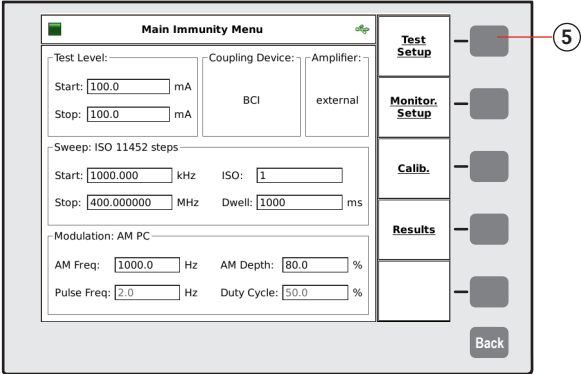 Main Immunity Menu
Test Level:
Start: 100.0 mA
Stop: 100.0 mA
Coupling Device:
BCI
Amplifier:
external
Sweep: ISO 11452 steps
Start: 1000.000 kHz ISO: 1
Stop: 400.000000 MHz Dwell: 1000 ms
Modulation: AM PC
AM Freq: 1000.0 Hz AM Depth: 80.0 %
Pulse Freq: 2.0 Hz Duty Cycle: 50.0 %
Test
Setup
Monitor.
Setup
Calib.
Results
Back
5